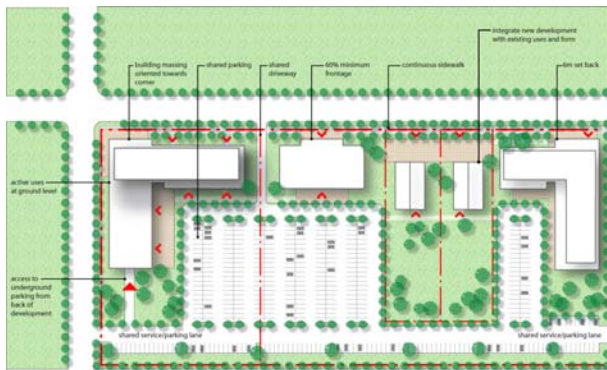 integrate new development
with existing uses and form
building massing
oriented towards
corner
shared parking
shared
driveway
60% minimum
frontage
continuous sidewalk
6m set back
active uses
at ground level
access to
underground
parking from
back of
development
shared service/parking lane
shared service/parking lane